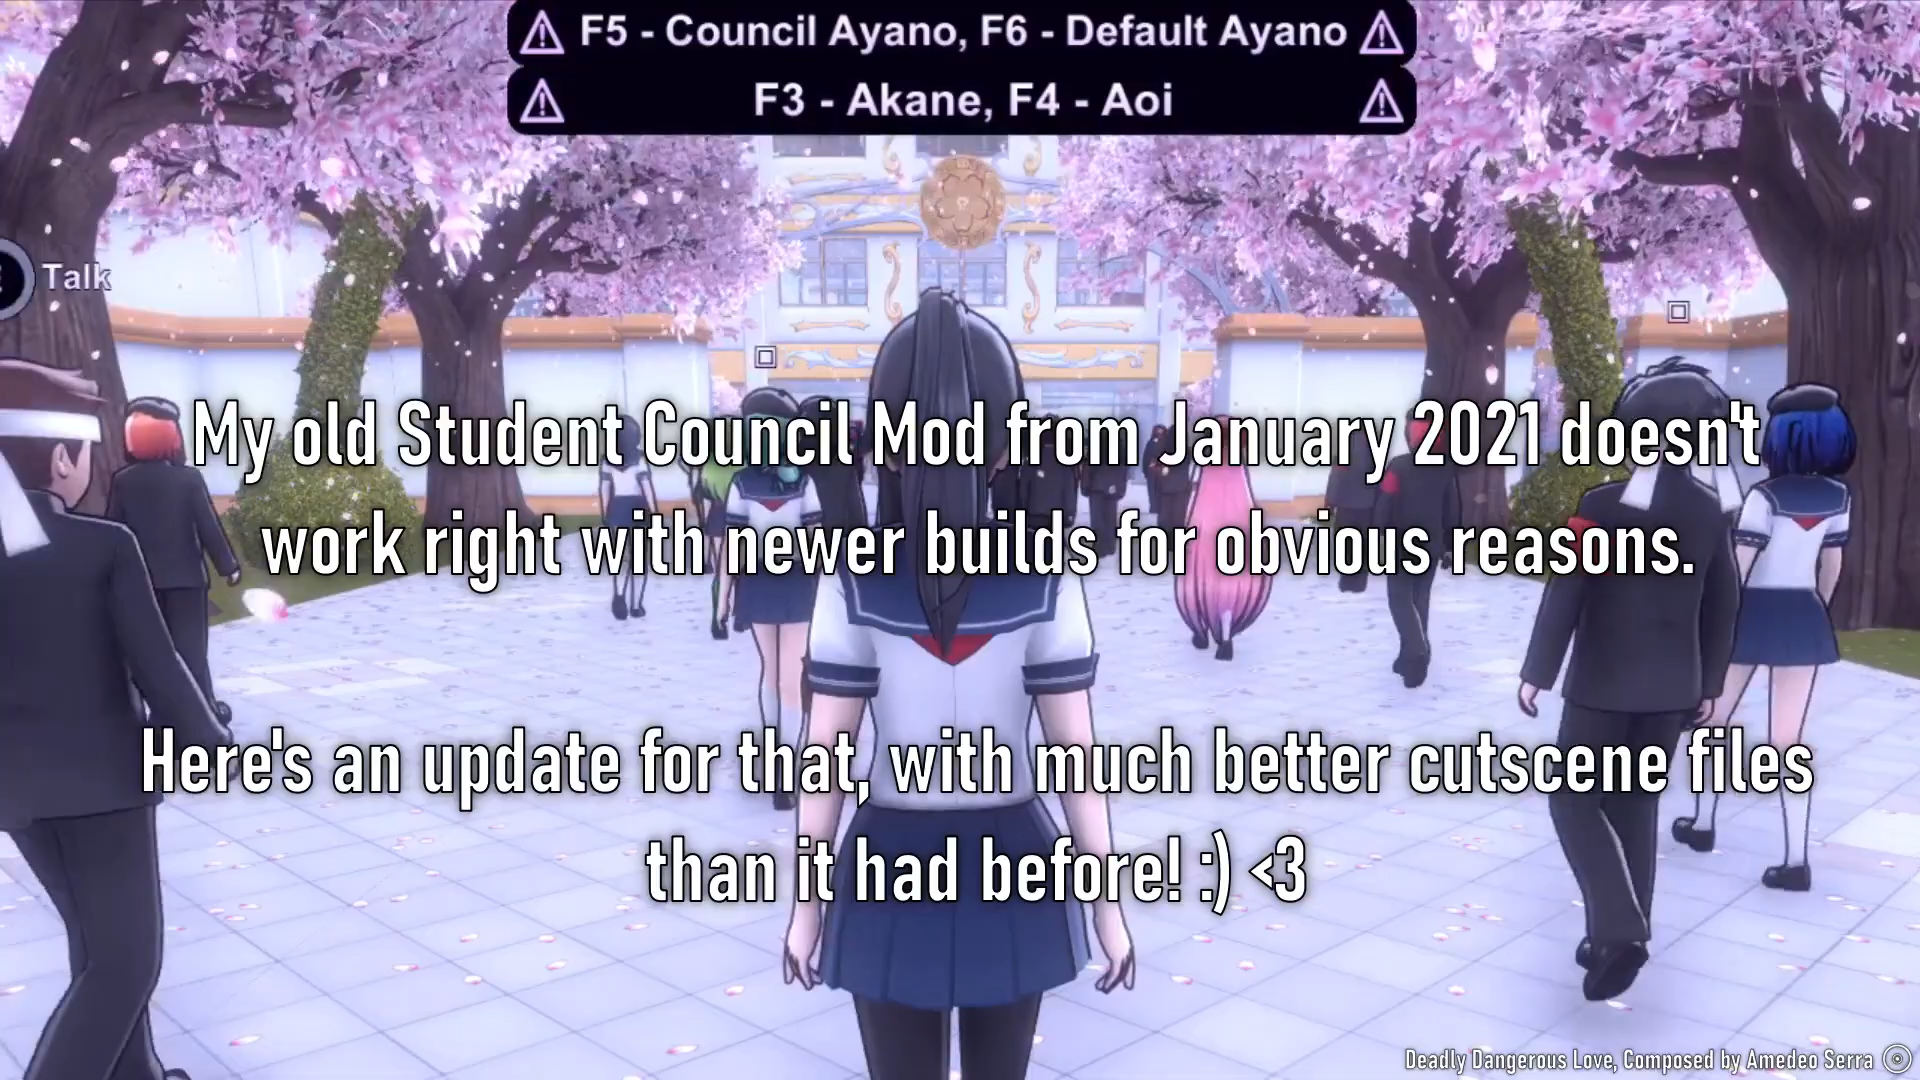 F5 - Council Ayano, F6 - Default Ayano
F3 - Akane, F4 - Aoi
Talk
My old Student Council Mod from January 2021 doesn't
work right with newer builds for obvious reasons.
Here's an update for that, with much better cutscene files
than it had before! :) <3
Deadly Dangerous Love, Composed by Amedeo Serra